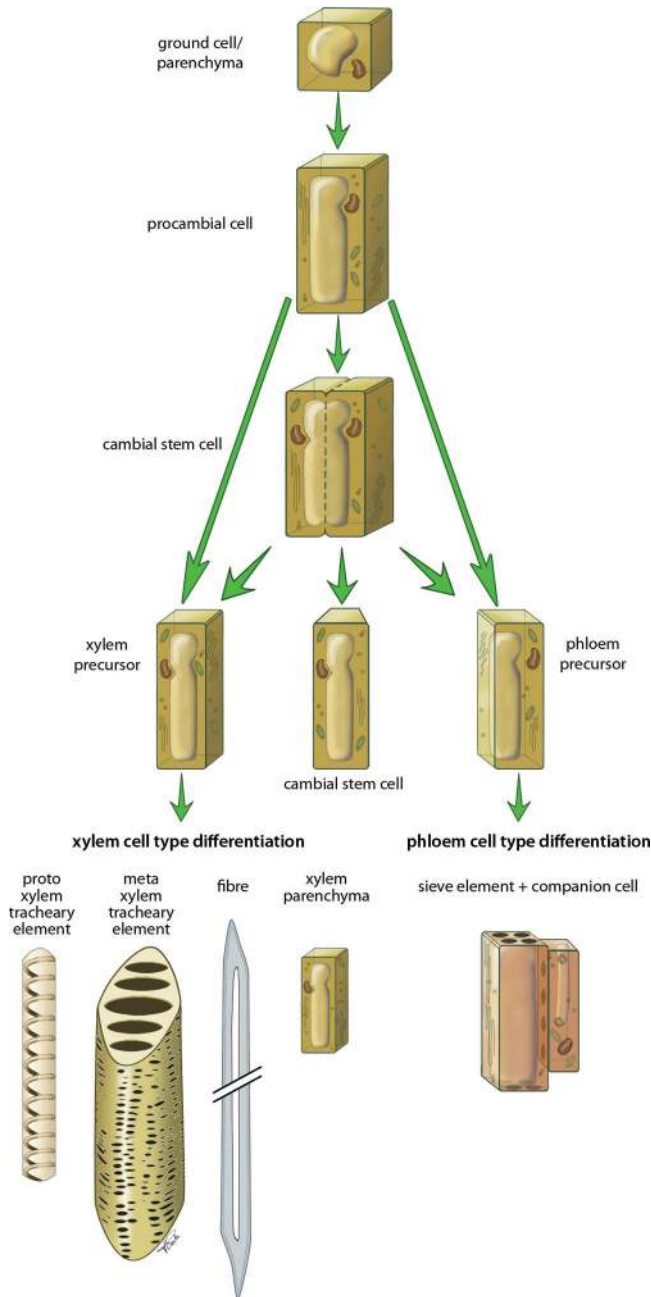 ground cell/
parenchyma
procambial cell
cambial stem cell
xylem
precursor
phloem
precursor
cambial stem cell
xylem cell type differentiation
phloem cell type differentiation
proto
xylem
tracheary
element
meta
xylem
tracheary
element
fibre
xylem
parenchyma
sieve element + companion cell